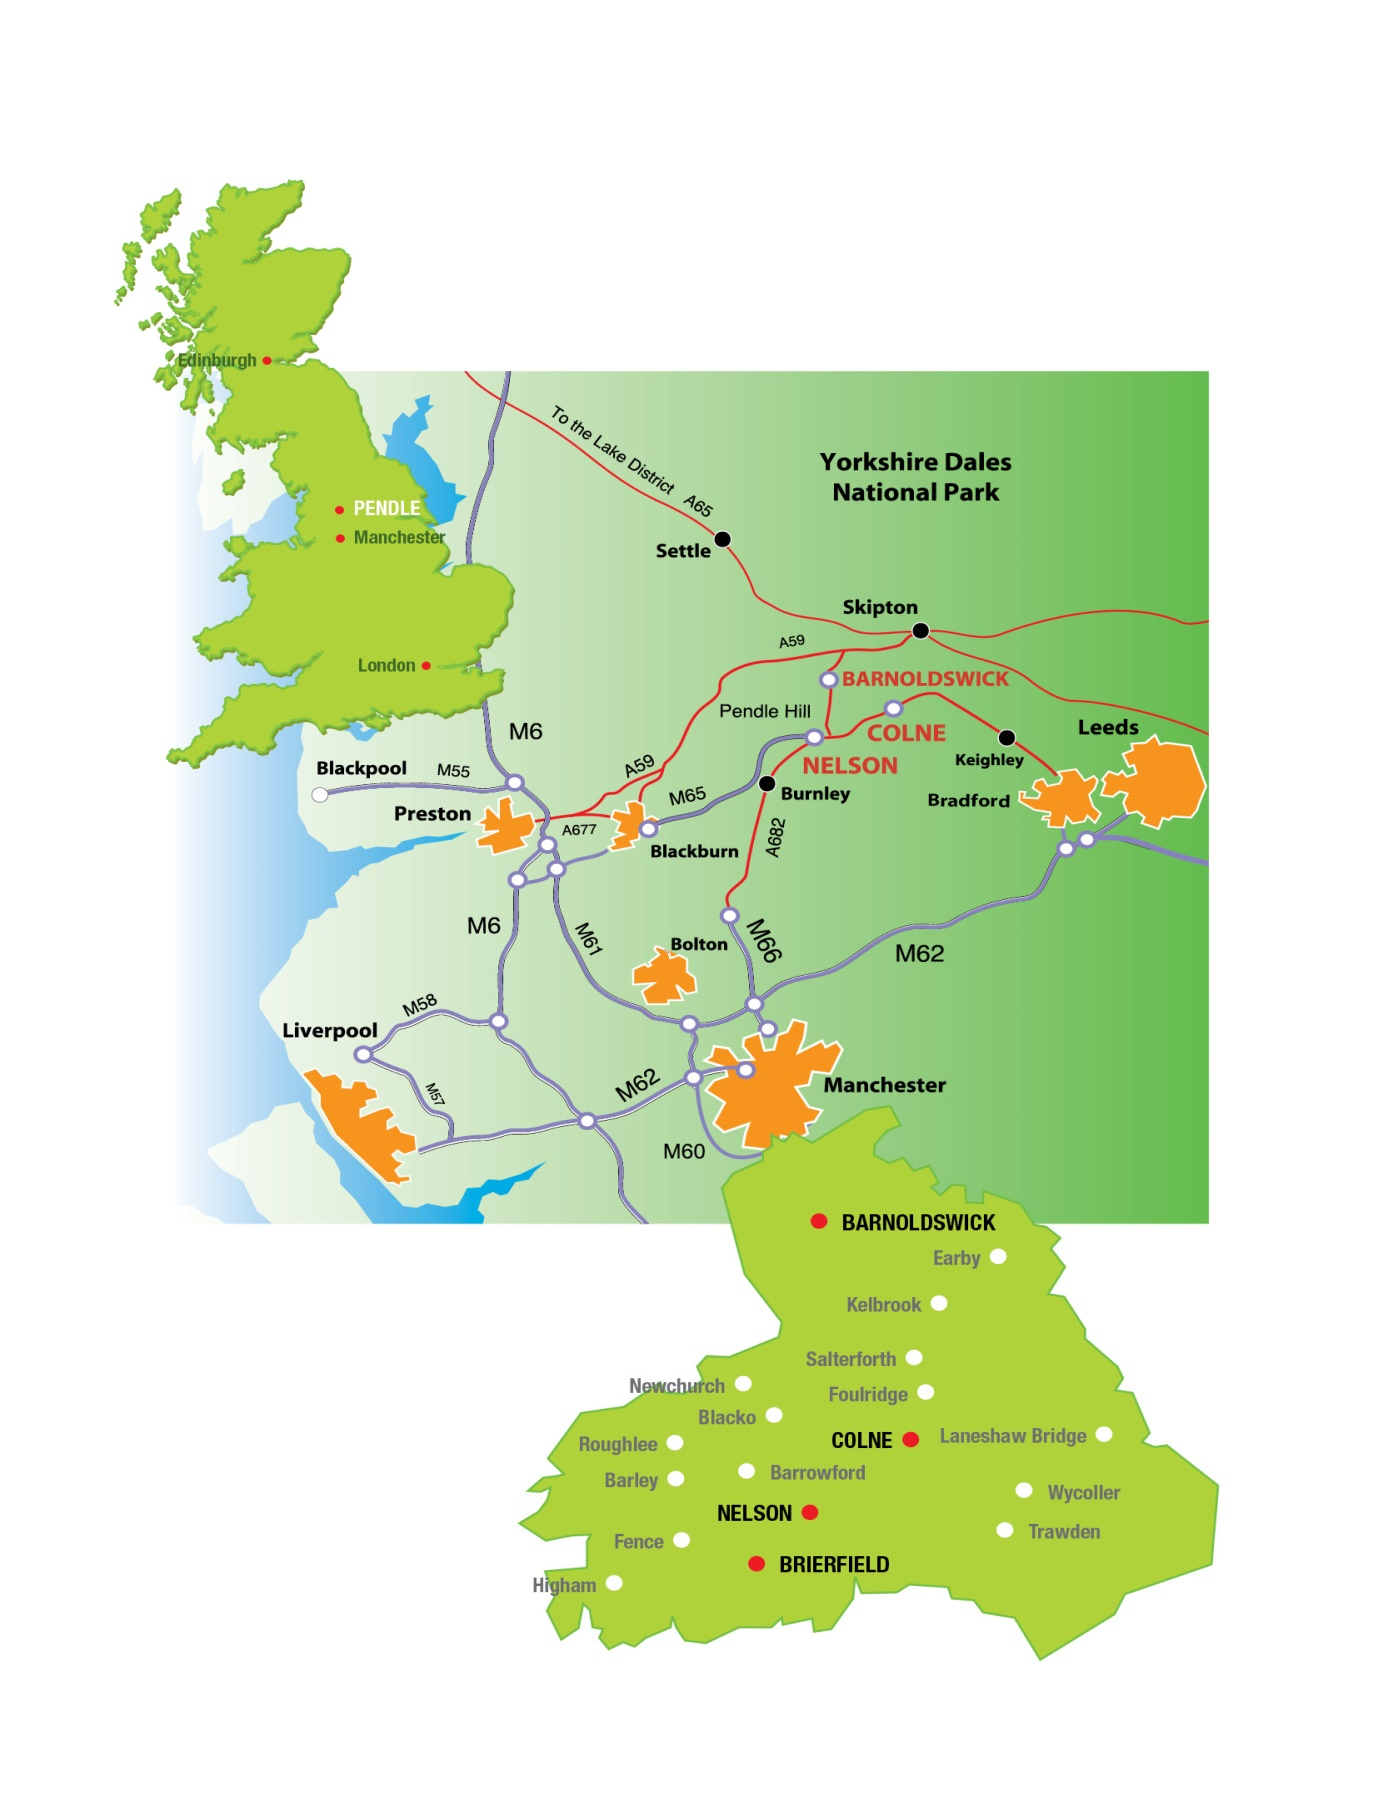 Edinburgh
PENDLE
Manchester
London
To the Lake District A65
Yorkshire Dales
National Park
Settle
Skipton
A59
BARNOLDSWICK
Pendle Hill
COLNE
Leeds
M6
NELSON
Keighley
Blackpool
M55
A59
M65
Burnley
Bradford
Preston
A677
Blackburn
A682
M6
M61
Bolton
M66
M62
M58
Liverpool
M57
M62
Manchester
M60
BARNOLDSWICK
Earby
Kelbrook
Salterforth
Newchurch
Foulridge
Blacko
COLNE
Laneshaw Bridge
Roughlee
Barley
Barrowford
Wycoller
NELSON
Trawden
Fence
BRIERFIELD
Higham